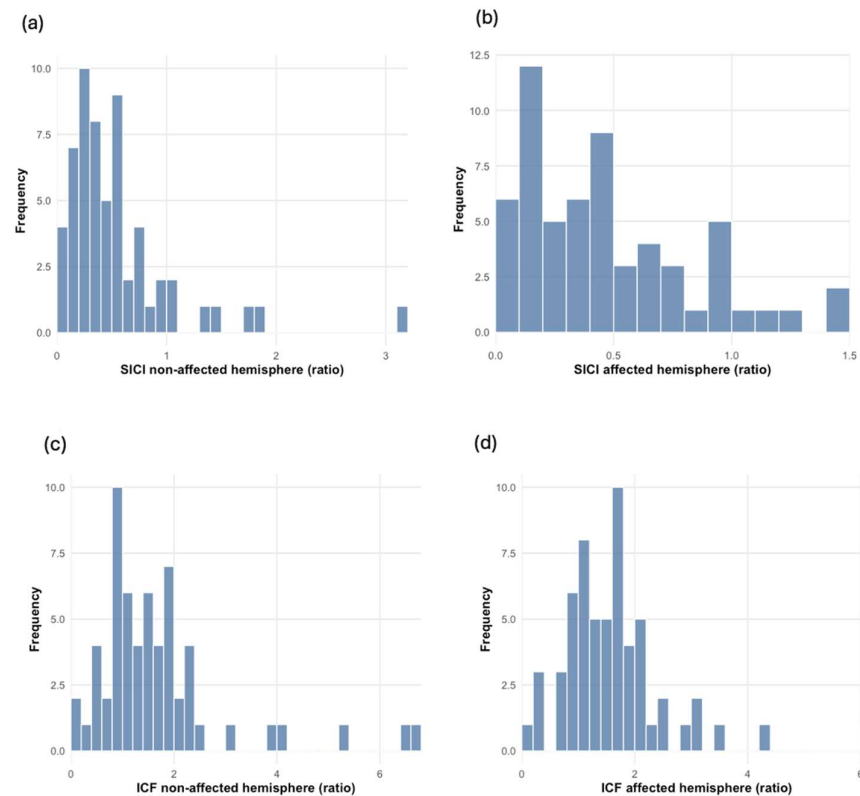 (a)
10.0
7.5
5.0
2.5
0.0
Frequency
0 1 2 3
SICI non-affected hemisphere (ratio)
(b)
12.5
10.0
7.5
5.0
2.5
0.0
Frequency
0.0 0.5 1.0 1.5
SICI affected hemisphere (ratio)
(c)
10.0
7.5
5.0
2.5
0.0
Frequency
0 2 4 6
ICF non-affected hemisphere (ratio)
(d)
10.0
7.5
5.0
2.5
0.0
Frequency
0 2 4 6
ICF affected hemisphere (ratio)